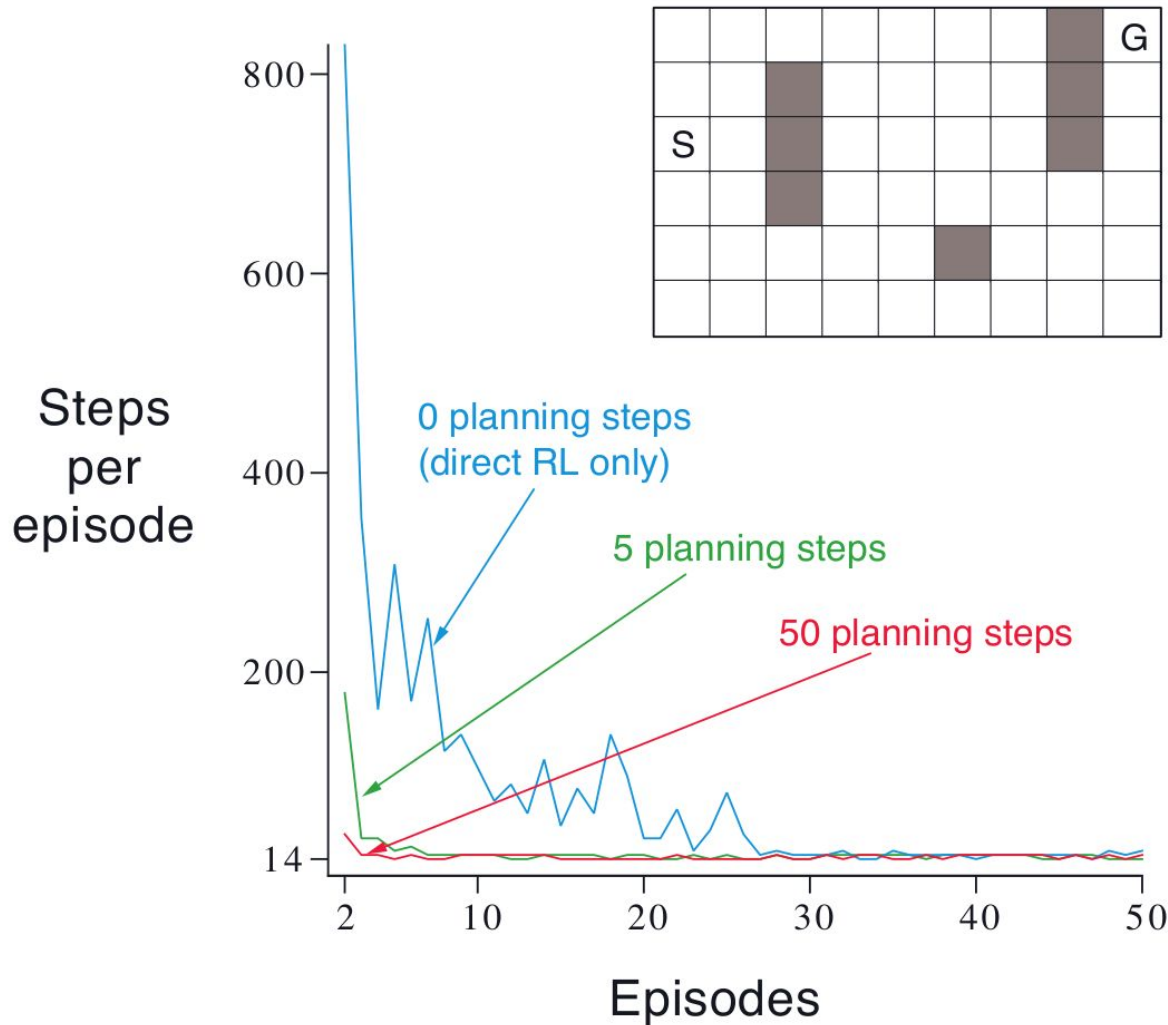 G
S
800
600
400
200
14
Steps
per
episode
0 planning steps
(direct RL only)
5 planning steps
50 planning steps
2 10 20 30 40 50
Episodes